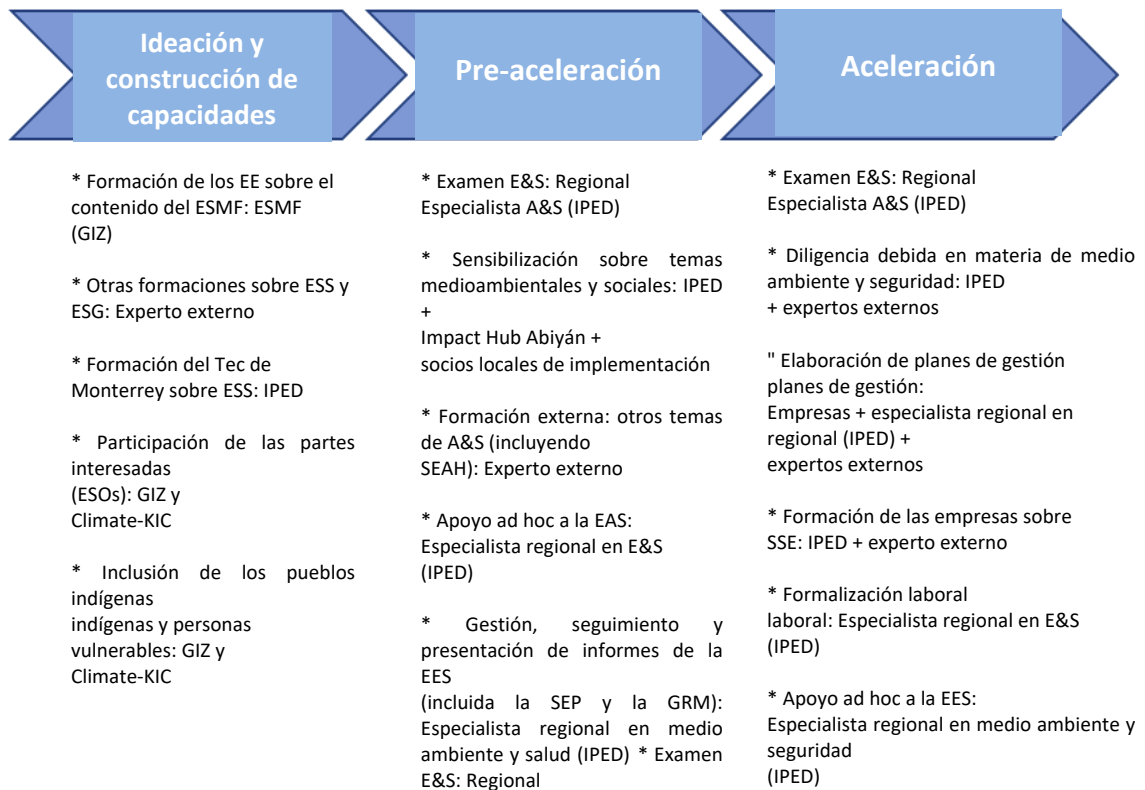 Ideación y
construcción de
capacidades
Pre-aceleración
Aceleración
* Formación de los EE sobre el
contenido del ESMF: ESMF
(GIZ)
* Otras formaciones sobre ESS y
ESG: Experto externo
* Formación del Tec de
Monterrey sobre ESS: IPED
* Participación de las partes
interesadas
(ESOs): GIZ y
Climate-KIC
* Inclusión de los pueblos
indígenas
indígenas y personas
vulnerables: GIZ y
Climate-KIC
* Examen E&S: Regional
Especialista A&S (IPED)
* Sensibilización sobre temas
medioambientales y sociales: IPED
+
Impact Hub Abiyán +
socios locales de implementación
* Formación externa: otros temas
de A&S (incluyendo
SEAH): Experto externo
* Apoyo ad hoc a la EAS:
Especialista regional en E&S
(IPED)
* Gestión, seguimiento y
presentación de informes de la
EES
(incluida la SEP y la GRM):
Especialista regional en medio
ambiente y salud (IPED) * Examen
E&S: Regional
* Examen E&S: Regional
Especialista A&S (IPED)
* Diligencia debida en materia de medio
ambiente y seguridad: IPED
+ expertos externos
" Elaboración de planes de gestión
planes de gestión:
Empresas + especialista regional en
regional (IPED) +
expertos externos
* Formación de las empresas sobre
SSE: IPED + experto externo
* Formalización laboral
laboral: Especialista regional en E&S
(IPED)
* Apoyo ad hoc a la EES:
Especialista regional en medio ambiente y
seguridad
(IPED)